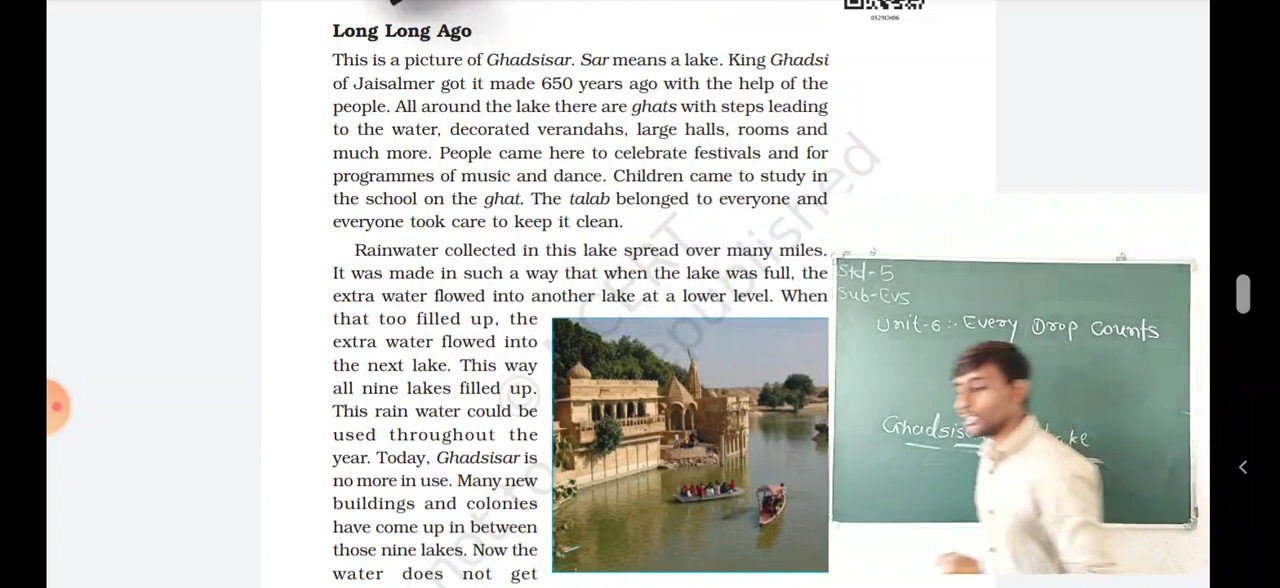 0529CH06
Long Long Ago
This is a picture of Ghadsisar. Sar means a lake. King Ghadsi
of Jaisalmer got it made 650 years ago with the help of the
people. All around the lake there are ghats with steps leading
to the water, decorated verandahs, large halls, rooms and
much more. People came here to celebrate festivals and for
programmes of music and dance. Children came to study in
the school on the ghat. The talab belonged to everyone and
everyone took care to keep it clean.
Rainwater collected in this lake spread over many miles.
It was made in such a way that when the lake was full, the
extra water flowed into another lake at a lower level. When
that too filled up, the
extra water flowed into
the next lake. This way
all nine lakes filled up.
This rain water could be
used throughout the
year. Today, Ghadsisar is
no more in use. Many new
buildings and colonies
have come up in between
those nine lakes. Now the
water does not get
Std-5
Sub-EVS
Unit-6:- Every Drop Counts
© NCERT